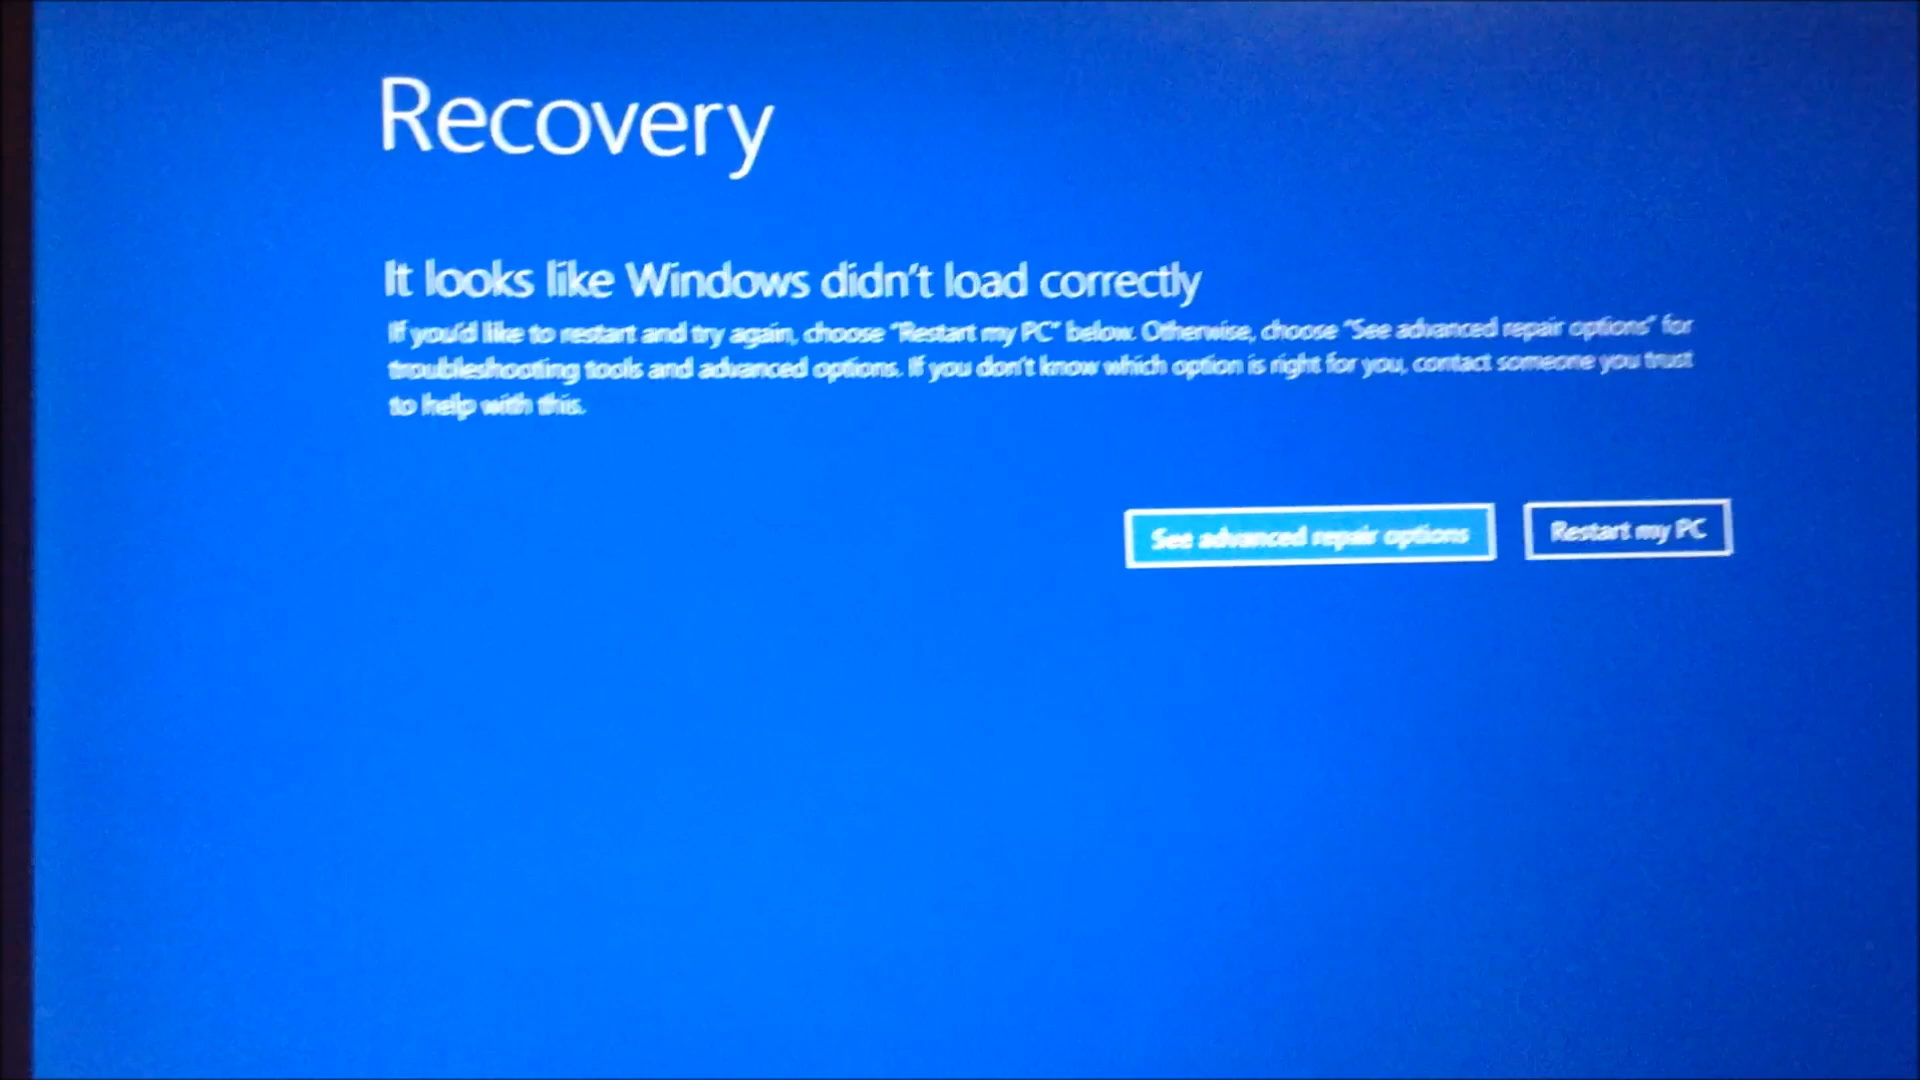 Recovery
It looks like Windows didn't load correctly
If you'd like to restart and try again, choose "Restart my PC" below. Otherwise, choose "See advanced repair options" for
troubleshooting tools and advanced options. If you don't know which option is right for you, contact someone you trust
to help with this.
See advanced repair options
Restart my PC